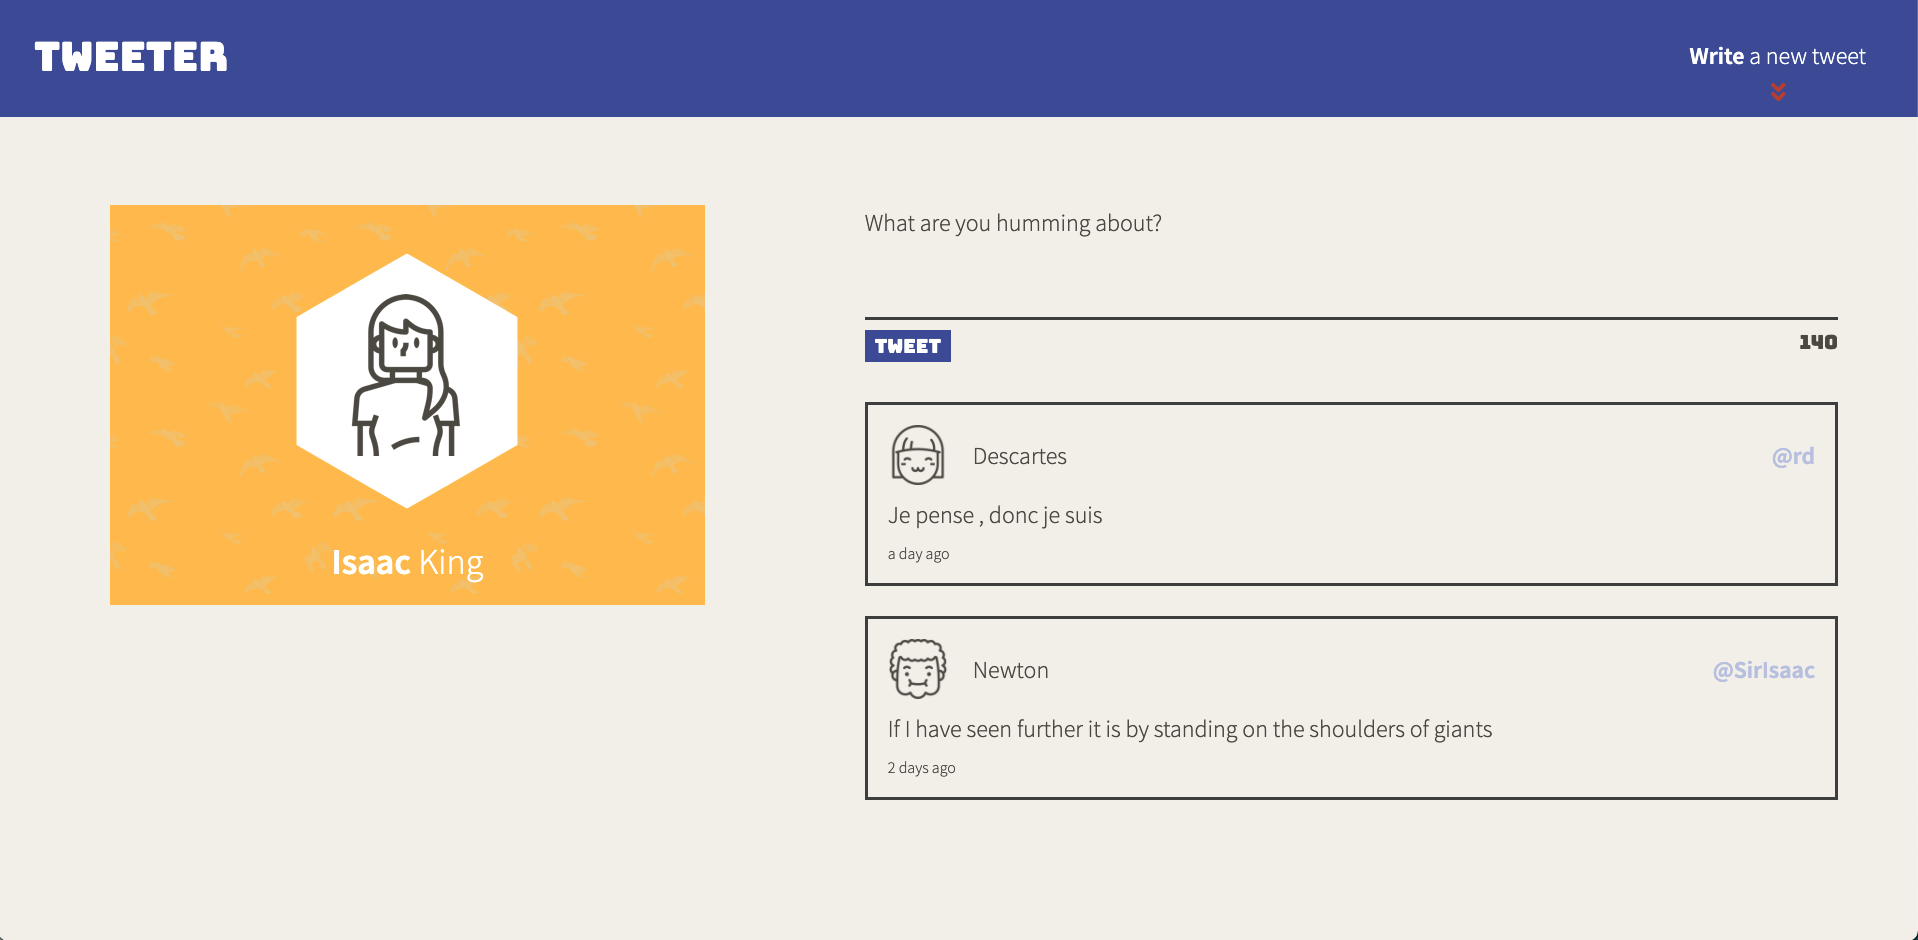 TWEETER
Write a new tweet
Isaac King
What are you humming about?
TWEET
140
Descartes
@rd
Je pense , donc je suis
a day ago
Newton
@SirIsaac
If I have seen further it is by standing on the shoulders of giants
2 days ago